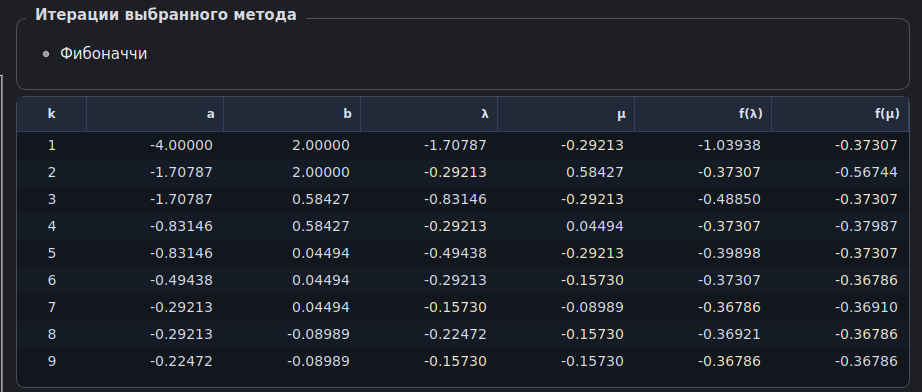 Итерации выбранного метода
Фибоначчи
k a b λ μ f(λ) f(μ)
1 -4.00000 2.00000 -1.70787 -0.29213 -1.03938 -0.37307
2 -1.70787 2.00000 -0.29213 0.58427 -0.37307 -0.56744
3 -1.70787 0.58427 -0.83146 -0.29213 -0.48850 -0.37307
4 -0.83146 0.58427 -0.29213 0.04494 -0.37307 -0.37987
5 -0.83146 0.04494 -0.49438 -0.29213 -0.39898 -0.37307
6 -0.49438 0.04494 -0.29213 -0.15730 -0.37307 -0.36786
7 -0.29213 0.04494 -0.15730 -0.08989 -0.36786 -0.36910
8 -0.29213 -0.08989 -0.22472 -0.15730 -0.36921 -0.36786
9 -0.22472 -0.08989 -0.15730 -0.15730 -0.36786 -0.36786